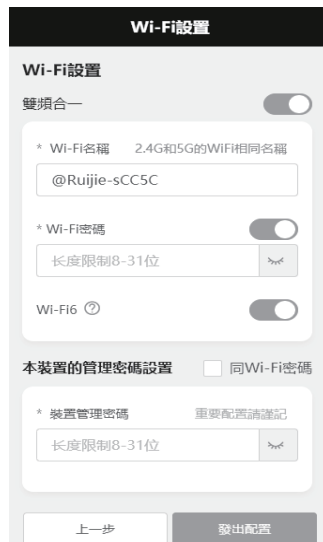 Wi-Fi設置
Wi-Fi設置
雙頻合一
* Wi-Fi名稱 2.4G和5G的WiFi相同名稱
@Ruijie-sCC5C
* Wi-Fi密碼
长度限制8-31位
Wi-Fi6 ?
本裝置的管理密碼設置 同Wi-Fi密碼
* 裝置管理密碼 重要配置請謹記
长度限制8-31位
上一步 發出配置